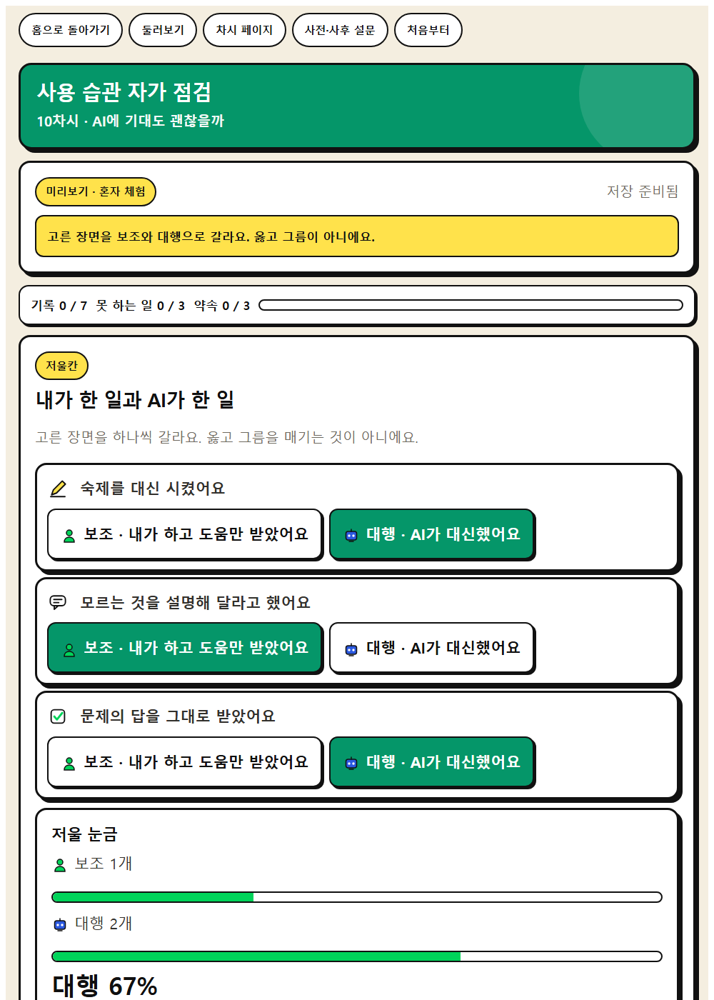 홈으로 돌아가기 둘러보기 차시 페이지 사전·사후 설문 처음부터
사용 습관 자가 점검
10차시 · AI에 기대도 괜찮을까
미리보기 · 혼자 체험 저장 준비됨
고른 장면을 보조와 대행으로 갈라요. 옳고 그름이 아니에요.
기록 0 / 7 못 하는 일 0 / 3 약속 0 / 3
저울칸
내가 한 일과 AI가 한 일
고른 장면을 하나씩 갈라요. 옳고 그름을 매기는 것이 아니에요.
숙제를 대신 시켰어요
보조 · 내가 하고 도움만 받았어요 대행 · AI가 대신했어요
모르는 것을 설명해 달라고 했어요
보조 · 내가 하고 도움만 받았어요 대행 · AI가 대신했어요
문제의 답을 그대로 받았어요
보조 · 내가 하고 도움만 받았어요 대행 · AI가 대신했어요
저울 눈금
보조 1개
대행 2개
대행 67%